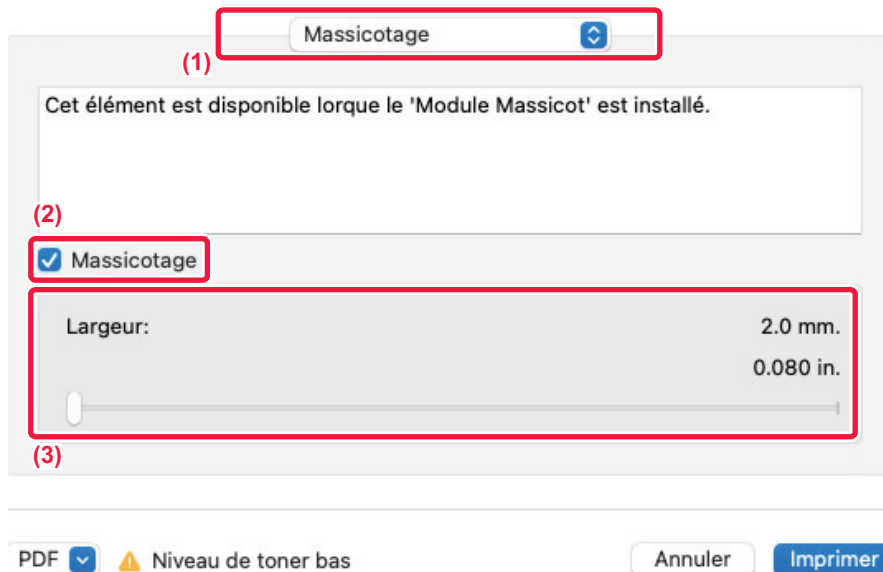 Massicotage
(1)
Cet élément est disponible lorque le 'Module Massicot' est installé.
(2)
Massicotage
Largeur: 2.0 mm.
0.080 in.
(3)
PDF Niveau de toner bas Annuler Imprimer